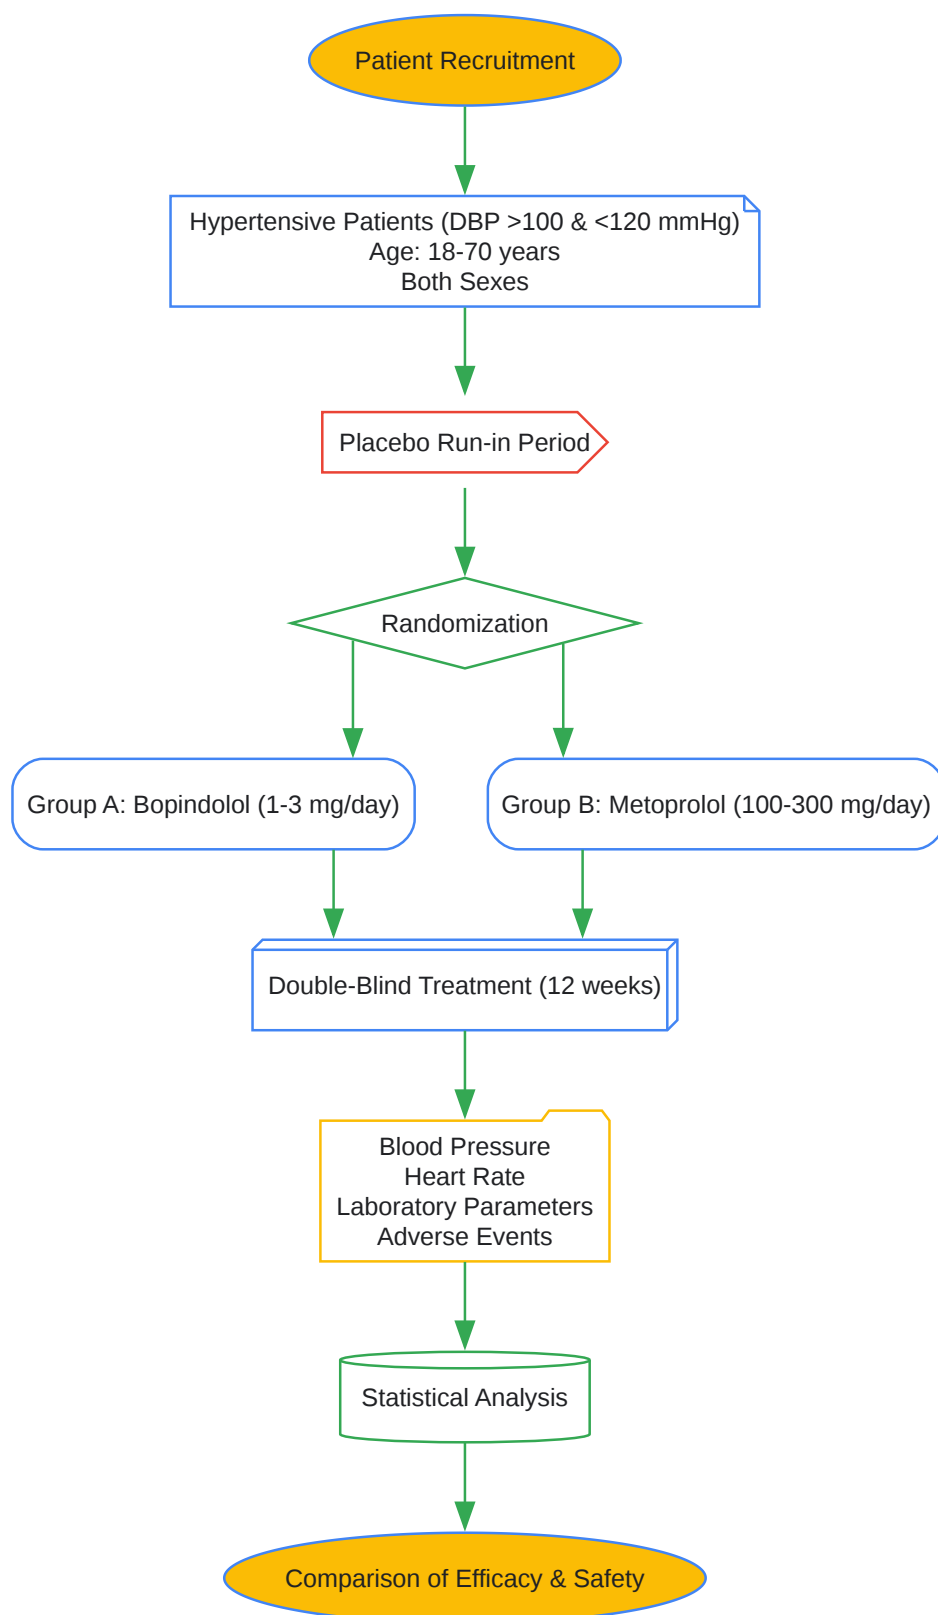 Patient Recruitment
Hypertensive Patients (DBP >100 & <120 mmHg)
Age: 18-70 years
Both Sexes
Placebo Run-in Period
Randomization
Group A: Bopindolol (1-3 mg/day)
Group B: Metoprolol (100-300 mg/day)
Double-Blind Treatment (12 weeks)
Blood Pressure
Heart Rate
Laboratory Parameters
Adverse Events
Statistical Analysis
Comparison of Efficacy & Safety